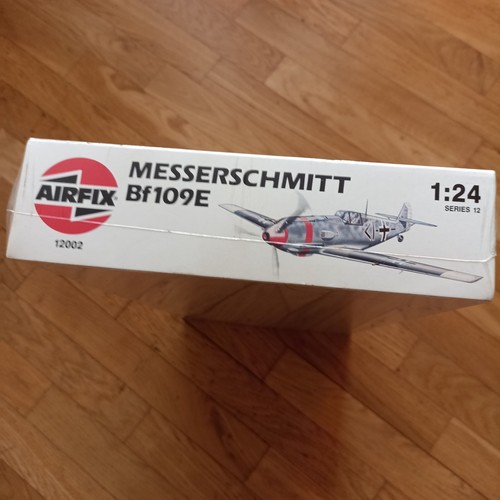 AIRFIX
12002
MESSERSCHMITT
Bf109E
1:24
SERIES 12